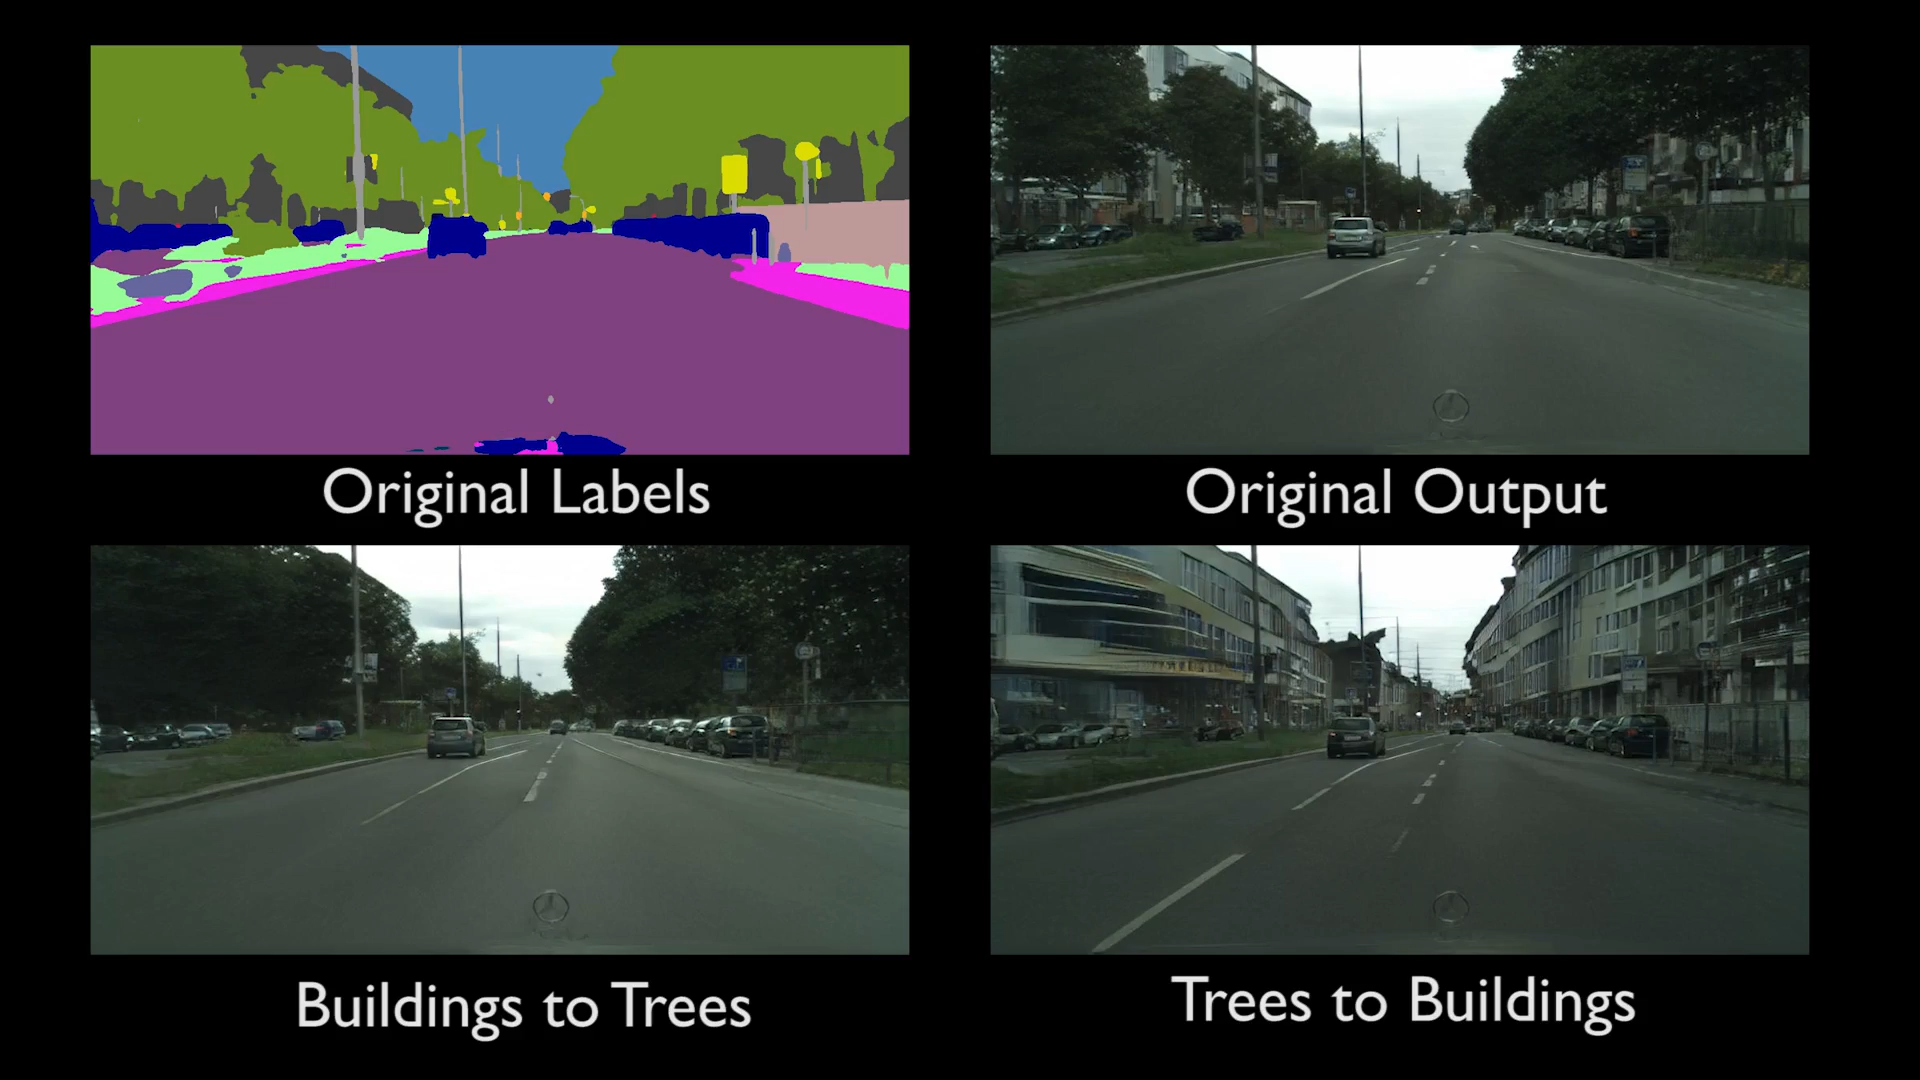 Original Labels
Original Output
Buildings to Trees
Trees to Buildings